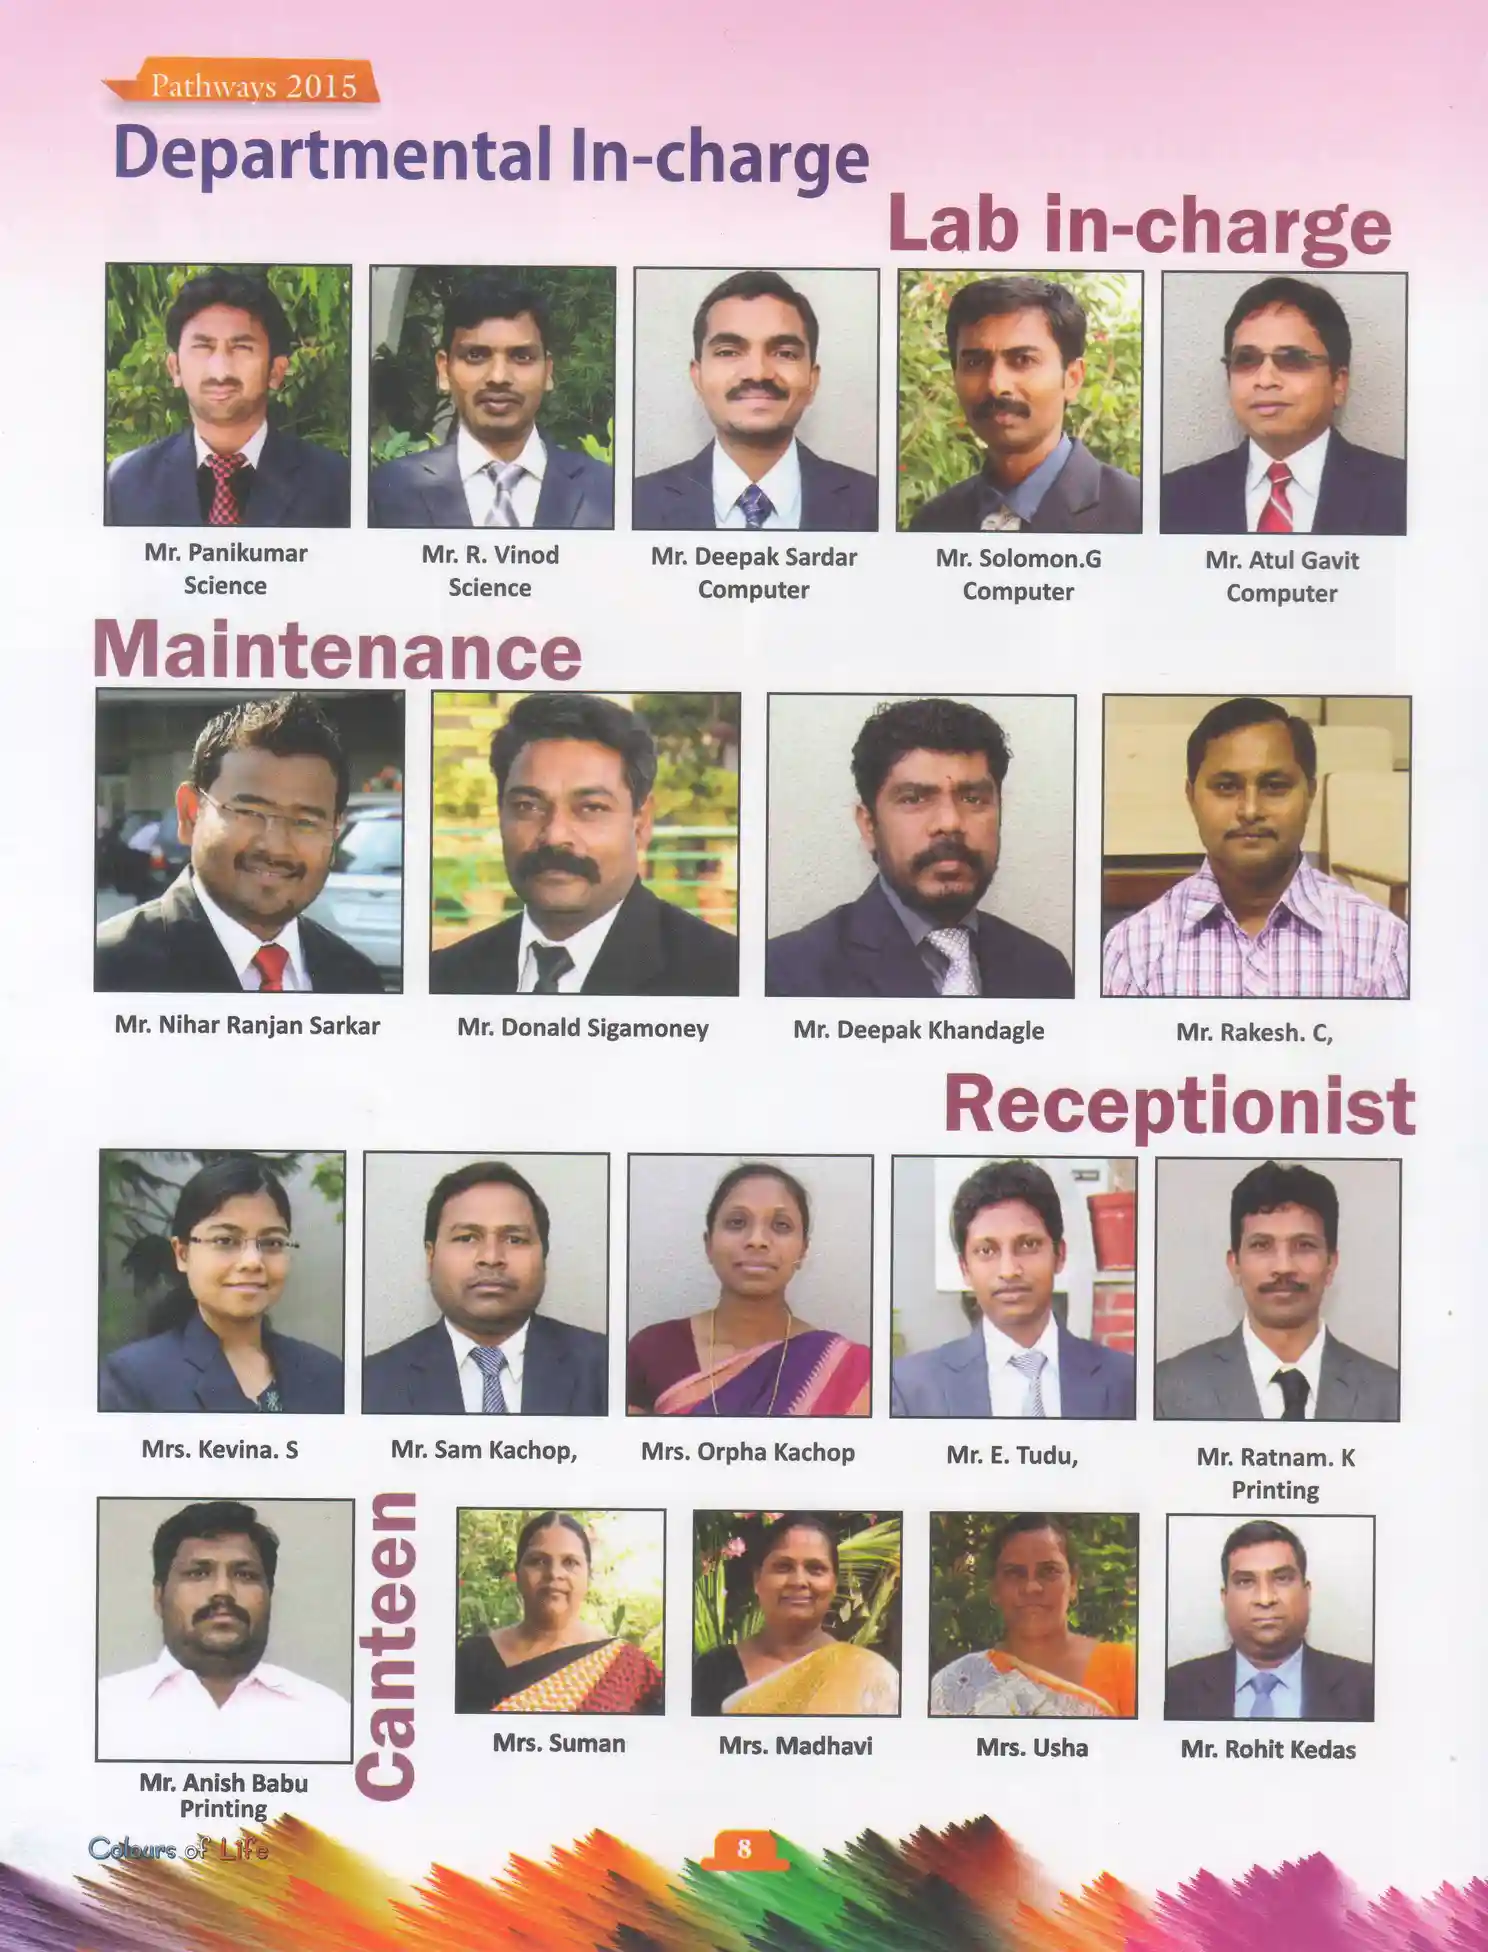 Pathways 2015
Departmental In-charge
Lab in-charge
Mr. Panikumar
Science
Mr. R. Vinod
Science
Mr. Deepak Sardar
Computer
Mr. Solomon.G
Computer
Mr. Atul Gavit
Computer
Maintenance
Mr. Nihar Ranjan Sarkar
Mr. Donald Sigamoney
Mr. Deepak Khandagle
Mr. Rakesh. C,
Receptionist
Mrs. Kevina. S
Mr. Sam Kachop,
Mrs. Orpha Kachop
Mr. E. Tudu,
Mr. Ratnam. K
Printing
Mr. Anish Babu
Printing
Canteen
Mrs. Suman
Mrs. Madhavi
Mrs. Usha
Mr. Rohit Kedas
Colours of Life
8